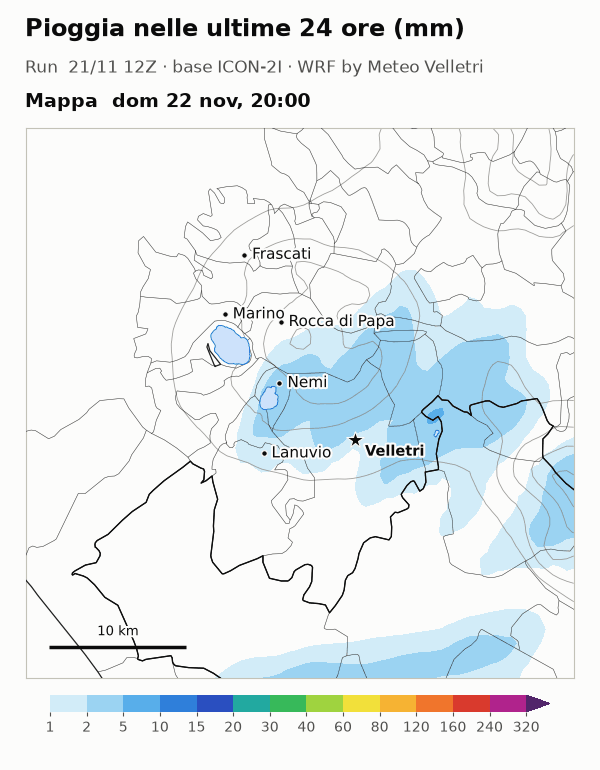 Pioggia nelle ultime 24 ore (mm)
Run  21/11 12Z · base ICON-2I · WRF by Meteo Velletri
Mappa  dom 22 nov, 20:00
Frascati
Marino
Rocca di Papa
Nemi
Velletri
Lanuvio
10 km
1 2 5 10 15 20 30 40 60 80 120 160 240 320